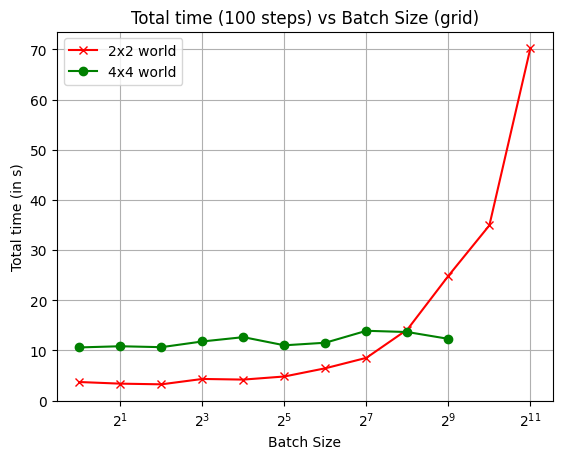 Total time (100 steps) vs Batch Size (grid)
2x2 world
4x4 world
Total time (in s)
70
60
50
40
30
20
10
0
2^1 2^3 2^5 2^7 2^9 2^11
Batch Size